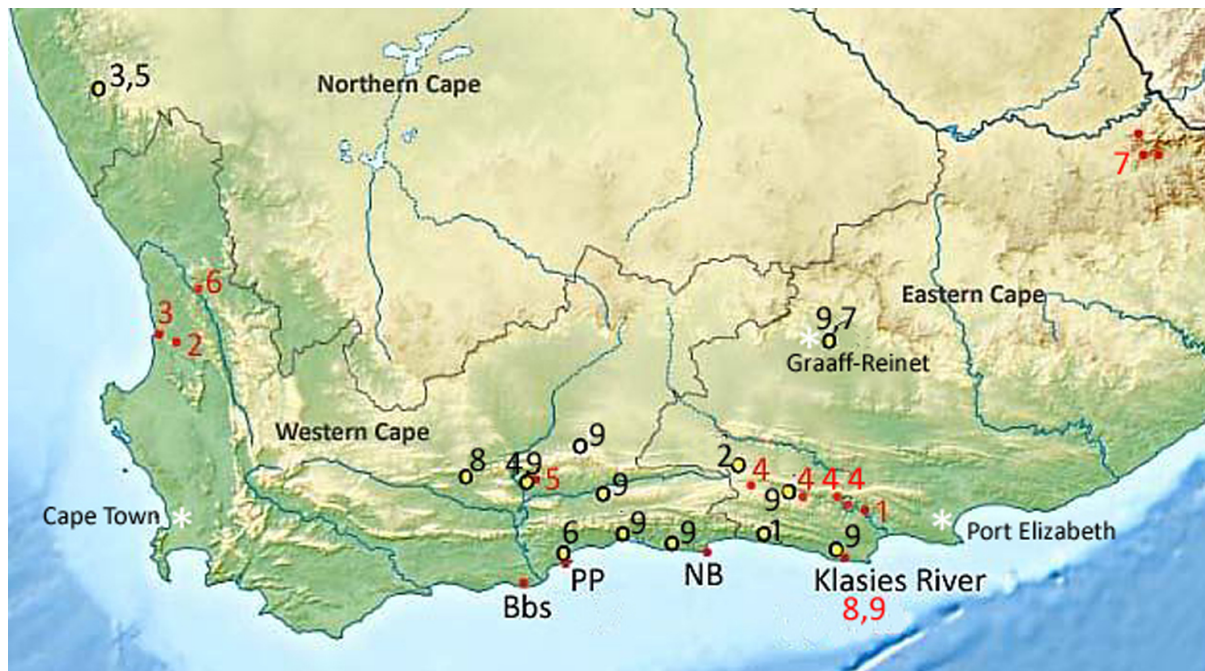 3,5
Northern Cape
7
6
3
2
Eastern Cape
9,7
Graaff-Reinet
Western Cape
9
8
4,9
5
2
4
9
9
4
4
4
1
Cape Town
Port Elizabeth
6
9
9
1
9
PP
NB
Bbs
Klasies River
8,9